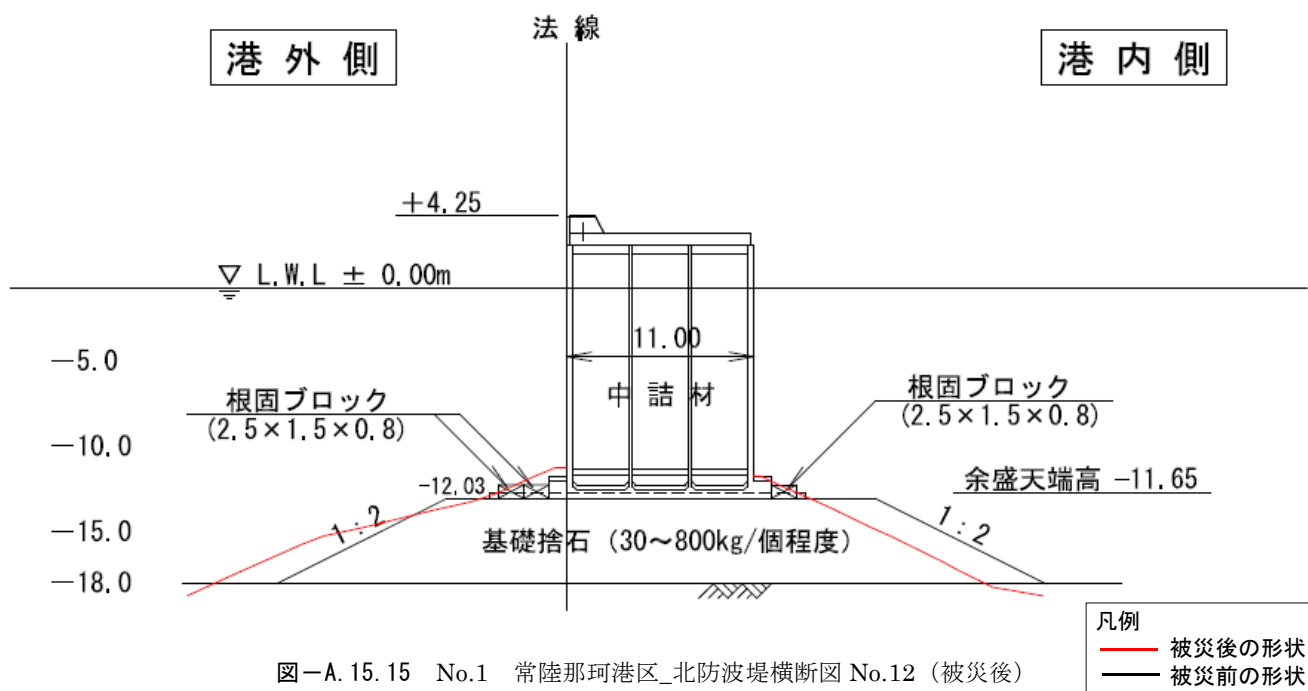 法 線
港 外 側
港 内 側
+4.25
▽ L.W.L ± 0.00m
11.00
−5.0
中 詰 材
根固ブロック
(2.5×1.5×0.8)
根固ブロック
(2.5×1.5×0.8)
−10.0
−12.03
余盛天端高 −11.65
1:2
1:2
−15.0
基礎捨石（30～800kg/個程度）
−18.0
凡例
被災後の形状
被災前の形状
図−A.15.15 No.1 常陸那珂港区_北防波堤横断図 No.12（被災後）